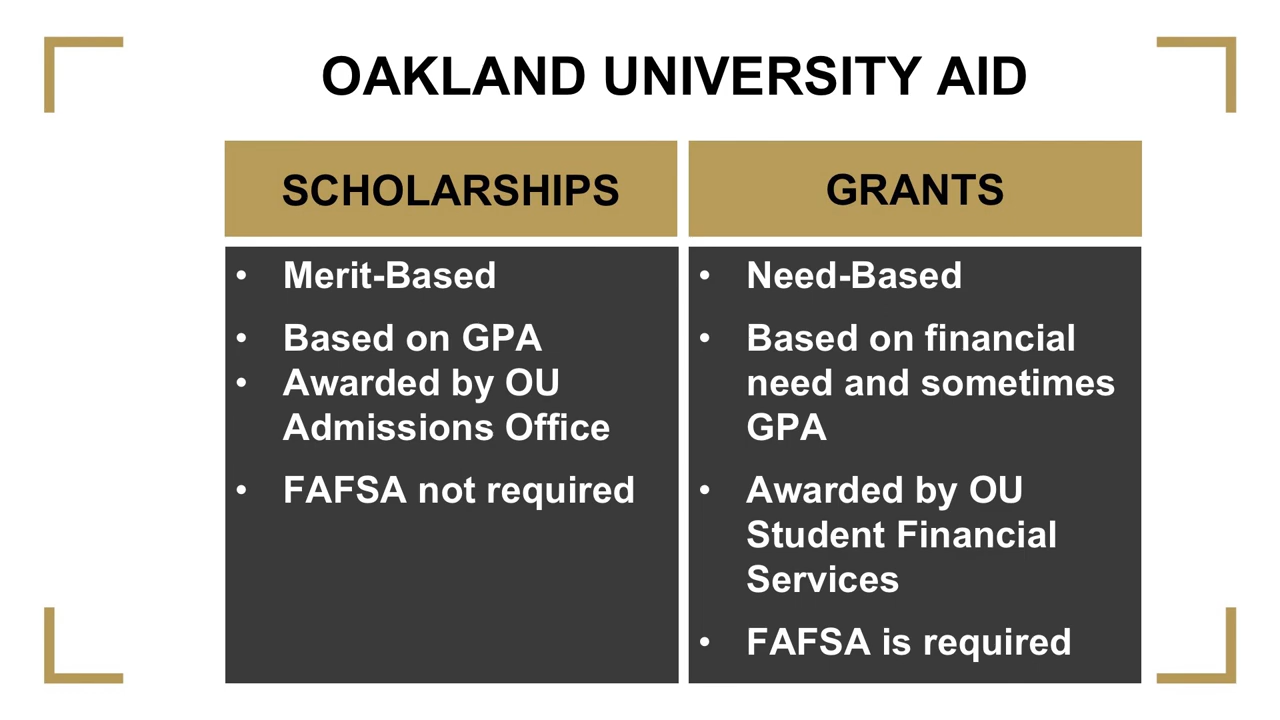 OAKLAND UNIVERSITY AID
SCHOLARSHIPS
• Merit-Based
• Based on GPA
• Awarded by OU
Admissions Office
• FAFSA not required
GRANTS
• Need-Based
• Based on financial
need and sometimes
GPA
• Awarded by OU
Student Financial
Services
• FAFSA is required